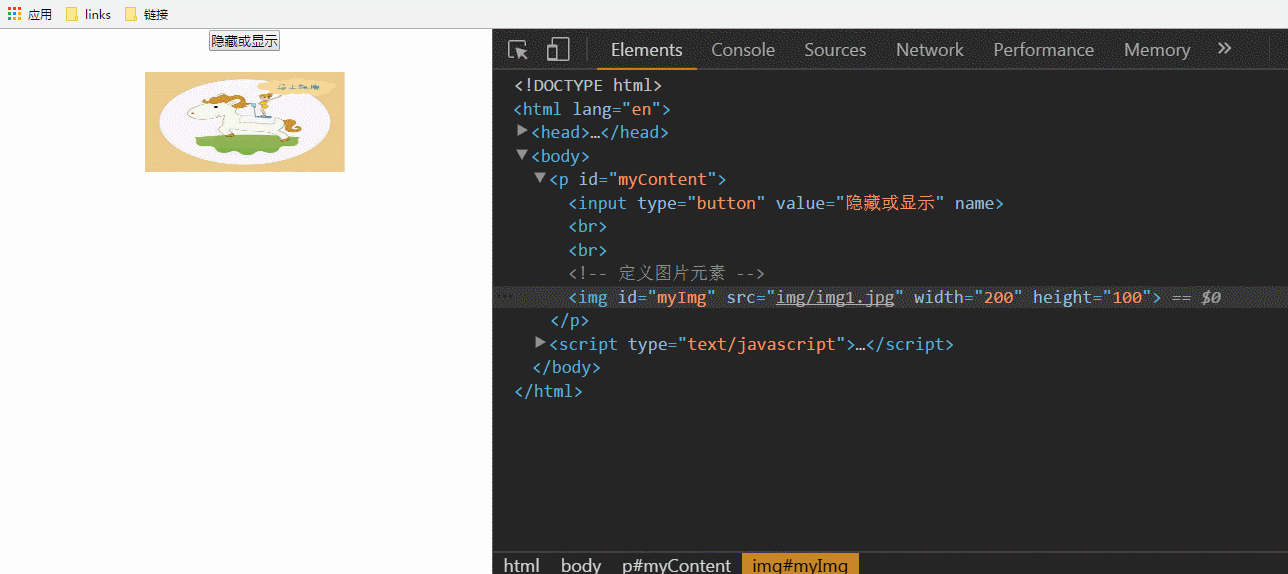 应用 links 链接
隐藏或显示
Elements Console Sources Network Performance Memory »
<!DOCTYPE html>
<html lang="en">
▶<head>…</head>
▼<body>
▼<p id="myContent">
<input type="button" value="隐藏或显示" name>
<br>
<br>
<!-- 定义图片元素 -->
<img id="myImg" src="img/img1.jpg" width="200" height="100"> == $0
</p>
▶<script type="text/javascript">…</script>
</body>
</html>
html body p#myContent img#myImg